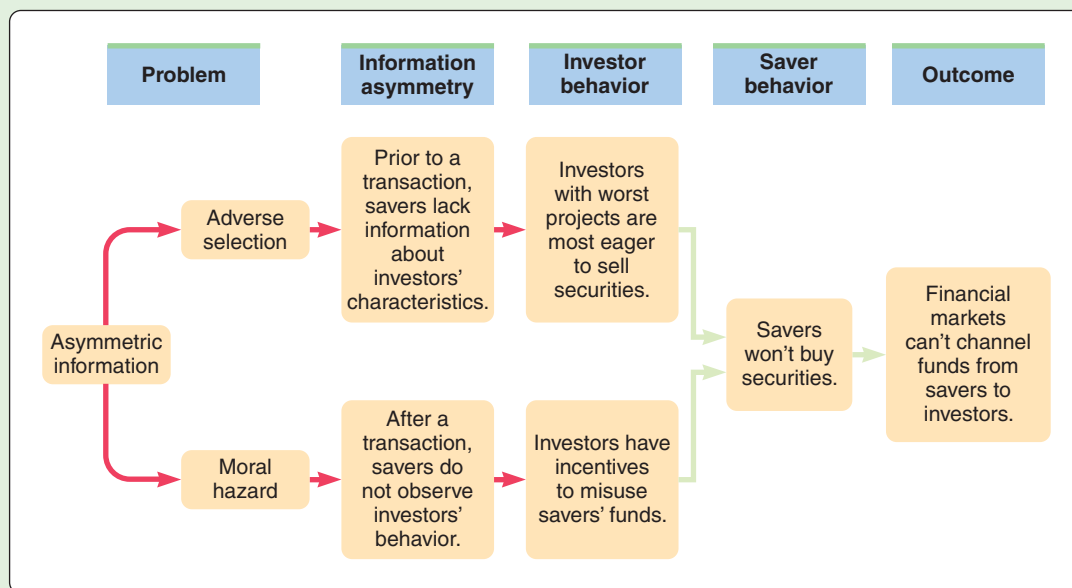 Problem
Information
asymmetry
Investor
behavior
Saver
behavior
Outcome
Asymmetric
information
Adverse
selection
Prior to a
transaction,
savers lack
information
about
investors’
characteristics.
Investors
with worst
projects are
most eager
to sell
securities.
Moral
hazard
After a
transaction,
savers do
not observe
investors’
behavior.
Investors have
incentives
to misuse
savers’ funds.
Savers
won’t buy
securities.
Financial
markets
can’t channel
funds from
savers to
investors.